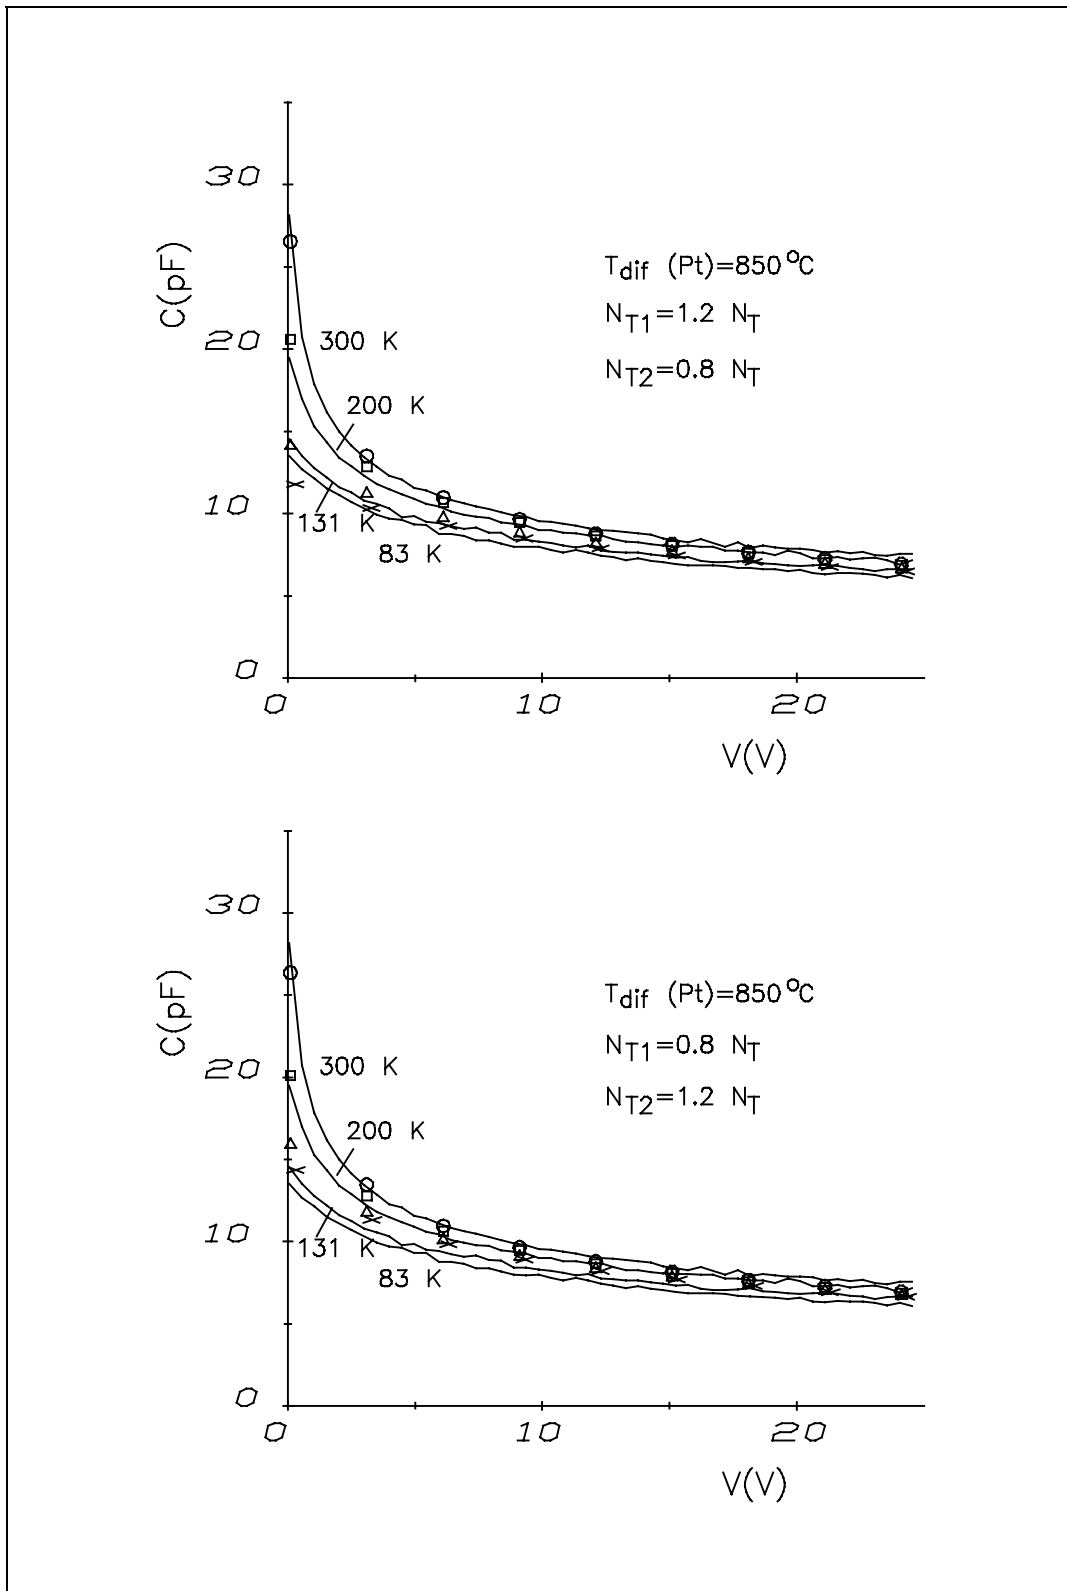 30
C(pF)
T_dif (Pt)=850 °C
N_T1=1.2 N_T
20
300 K
N_T2=0.8 N_T
200 K
10
131 K
83 K
0
0
10
20
V(V)
30
C(pF)
T_dif (Pt)=850 °C
N_T1=0.8 N_T
20
300 K
N_T2=1.2 N_T
200 K
10
131 K
83 K
0
0
10
20
V(V)